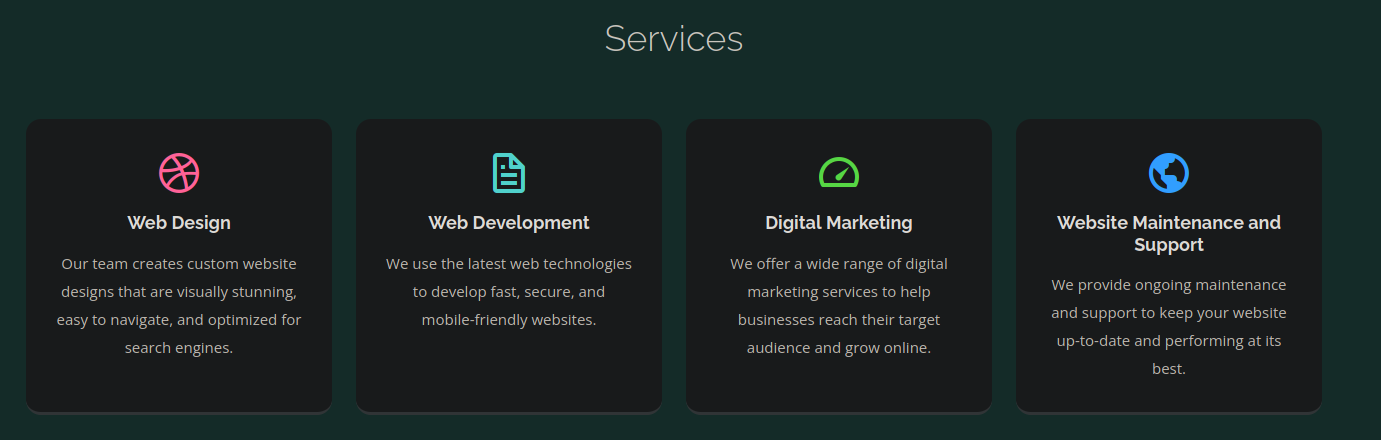 Services
Web Design
Our team creates custom website
designs that are visually stunning,
easy to navigate, and optimized for
search engines.
Web Development
We use the latest web technologies
to develop fast, secure, and
mobile-friendly websites.
Digital Marketing
We offer a wide range of digital
marketing services to help
businesses reach their target
audience and grow online.
Website Maintenance and
Support
We provide ongoing maintenance
and support to keep your website
up-to-date and performing at its
best.